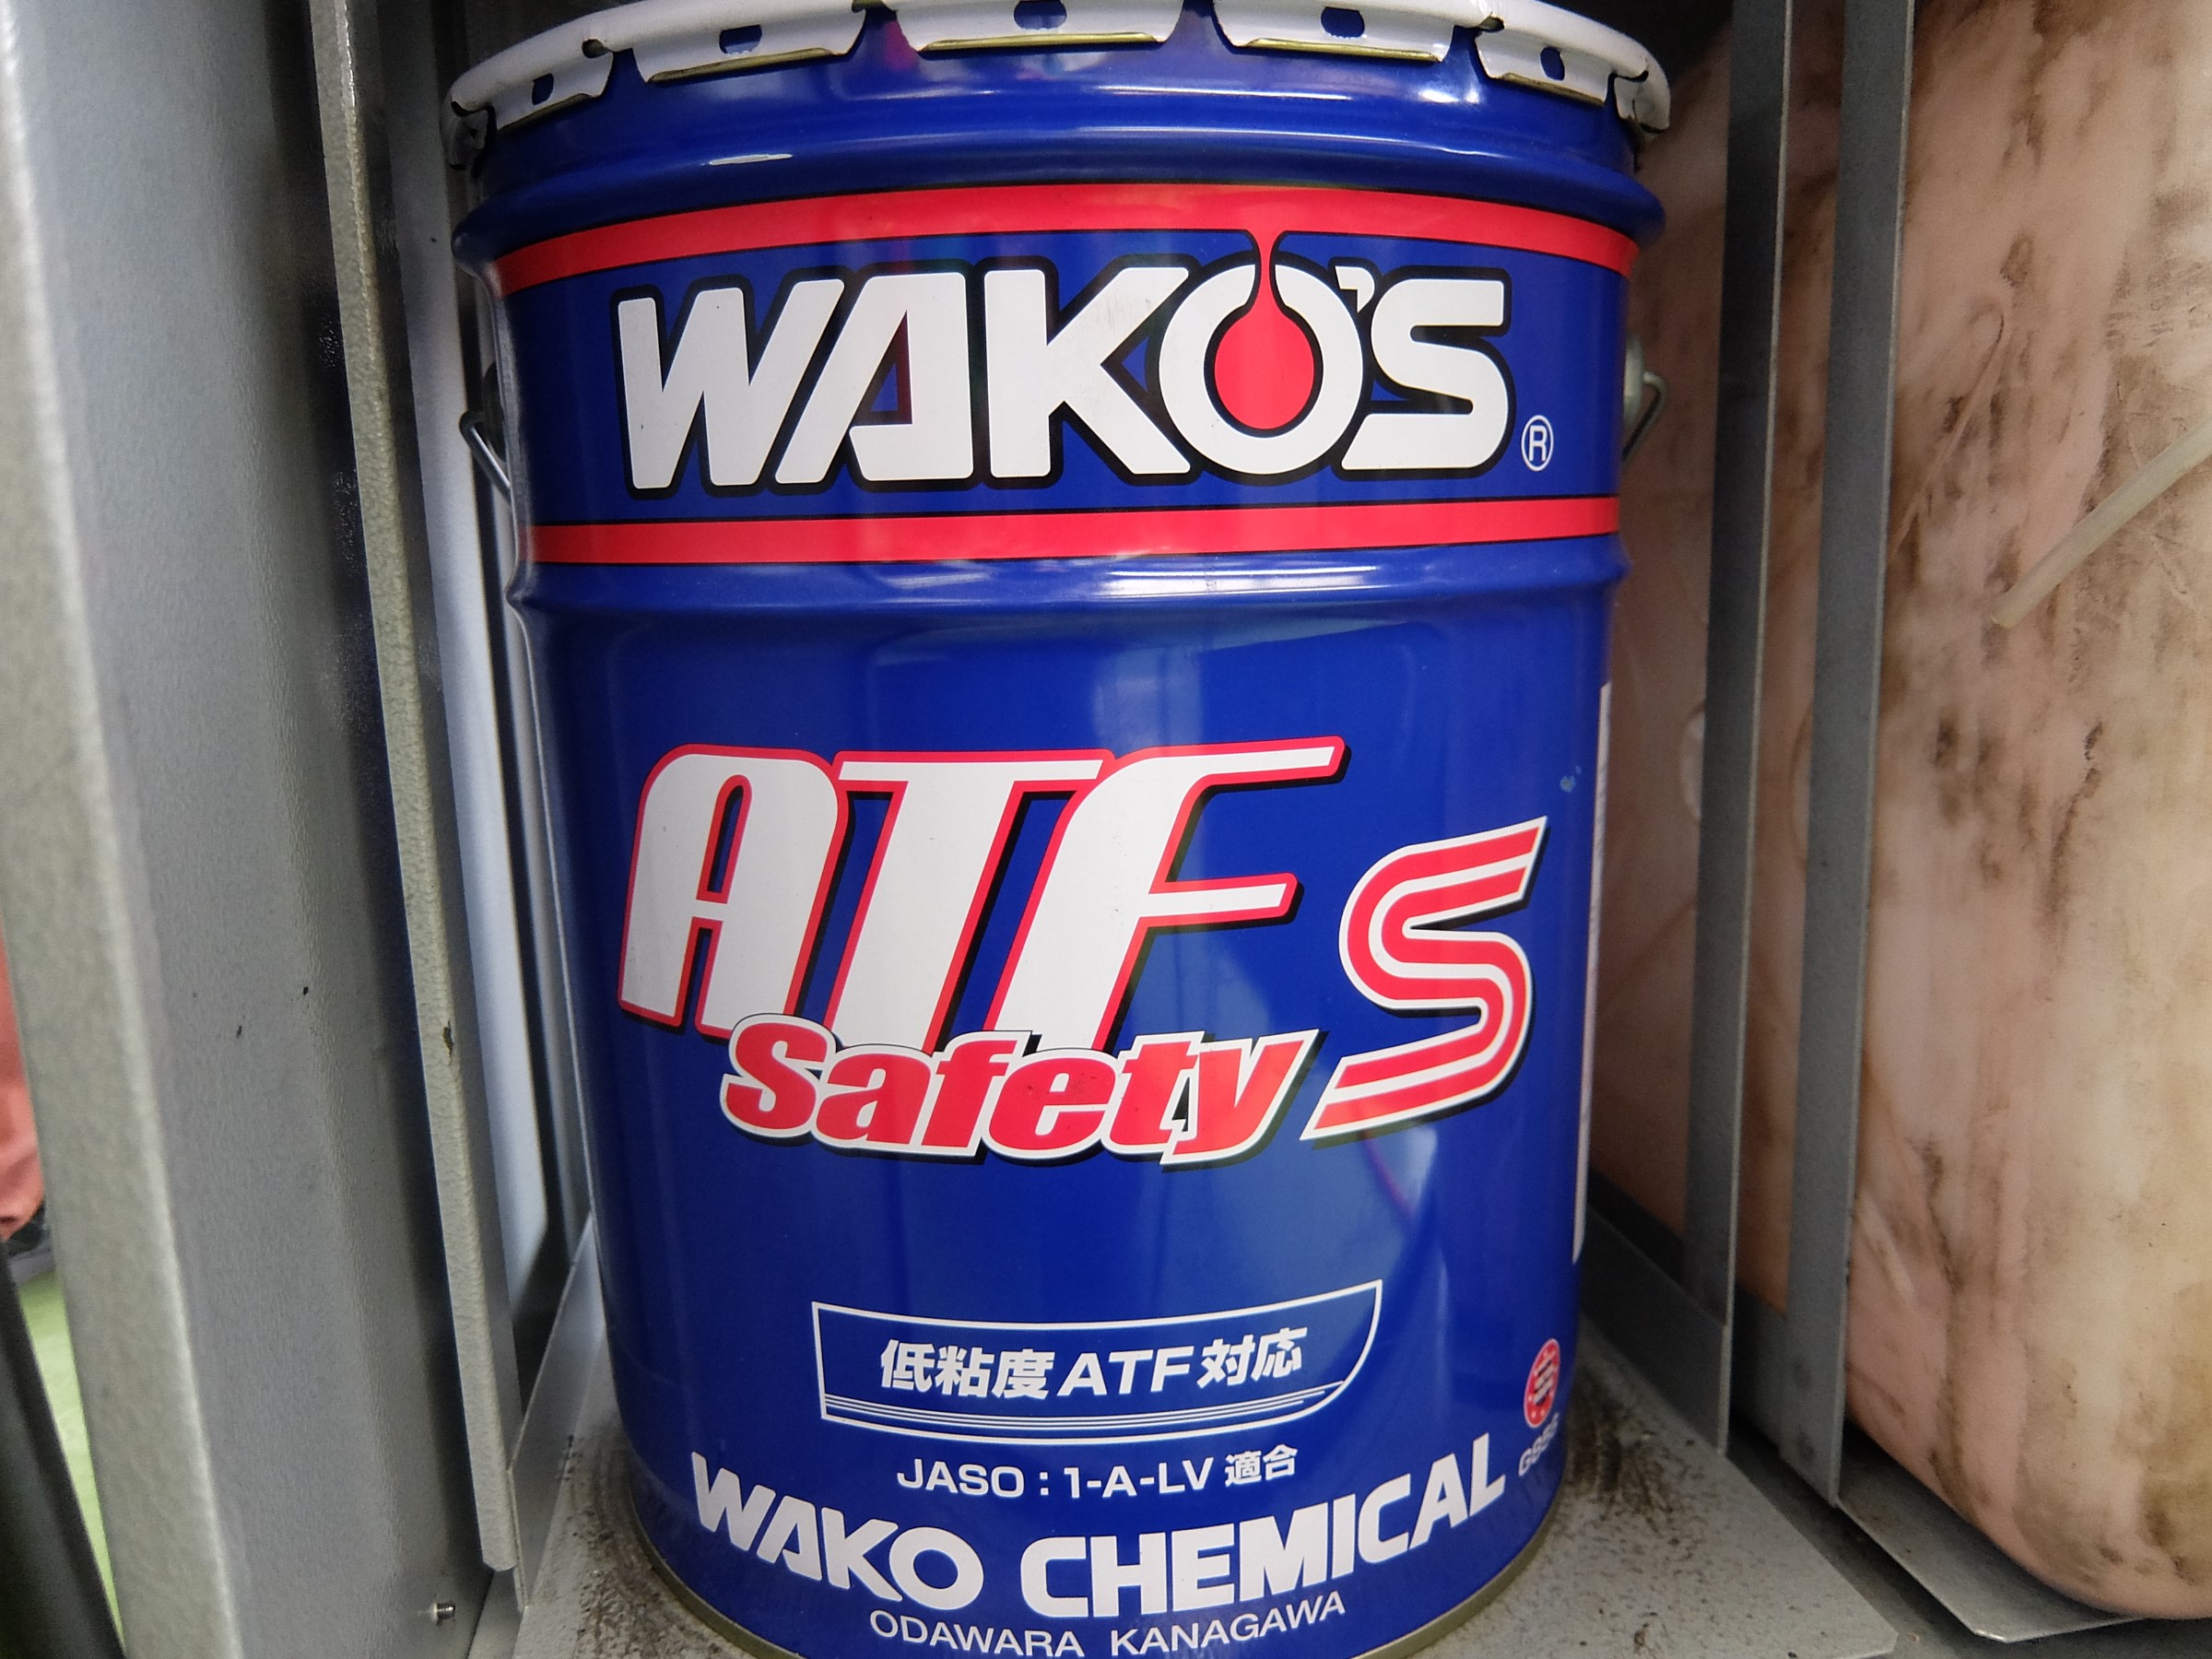 WAKO'S ®
ATF S
Safety
低粘度ATF対応
JASO：1-A-LV 適合
WAKO CHEMICAL
ODAWARA KANAGAWA